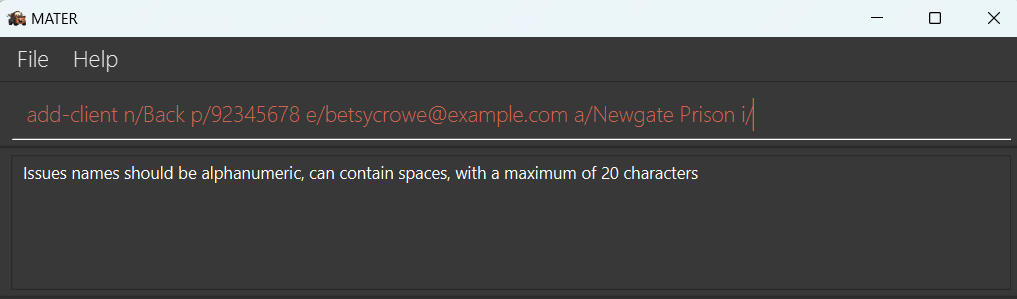 MATER
File Help
add-client n/Back p/92345678 e/betsycrowe@example.com a/Newgate Prison i/
Issues names should be alphanumeric, can contain spaces, with a maximum of 20 characters